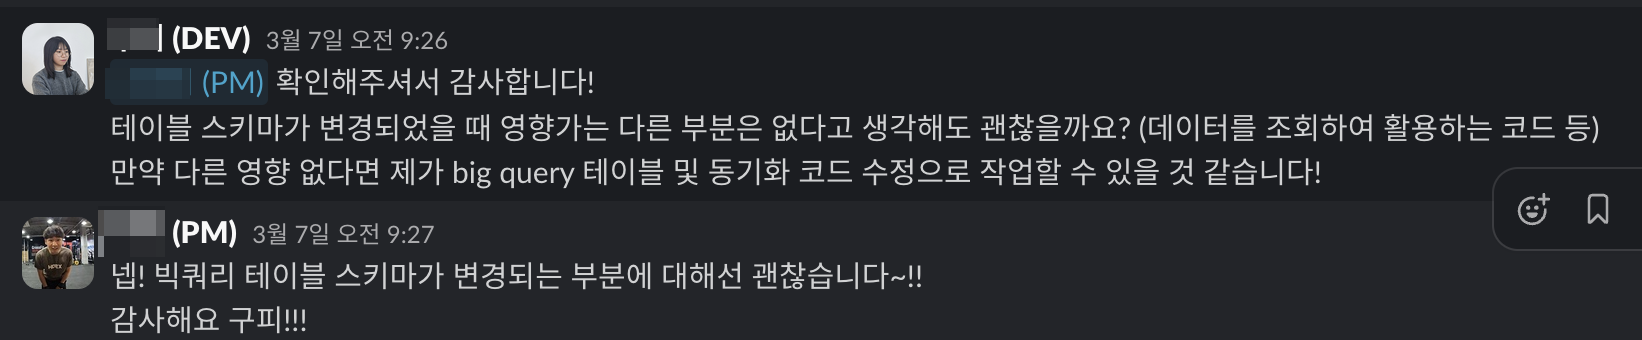 (DEV) 3월 7일 오전 9:26
(PM) 확인해주셔서 감사합니다!
테이블 스키마가 변경되었을 때 영향가는 다른 부분은 없다고 생각해도 괜찮을까요? (데이터를 조회하여 활용하는 코드 등)
만약 다른 영향 없다면 제가 big query 테이블 및 동기화 코드 수정으로 작업할 수 있을 것 같습니다!
(PM) 3월 7일 오전 9:27
넵! 빅쿼리 테이블 스키마가 변경되는 부분에 대해선 괜찮습니다~!!
감사해요 구피!!!